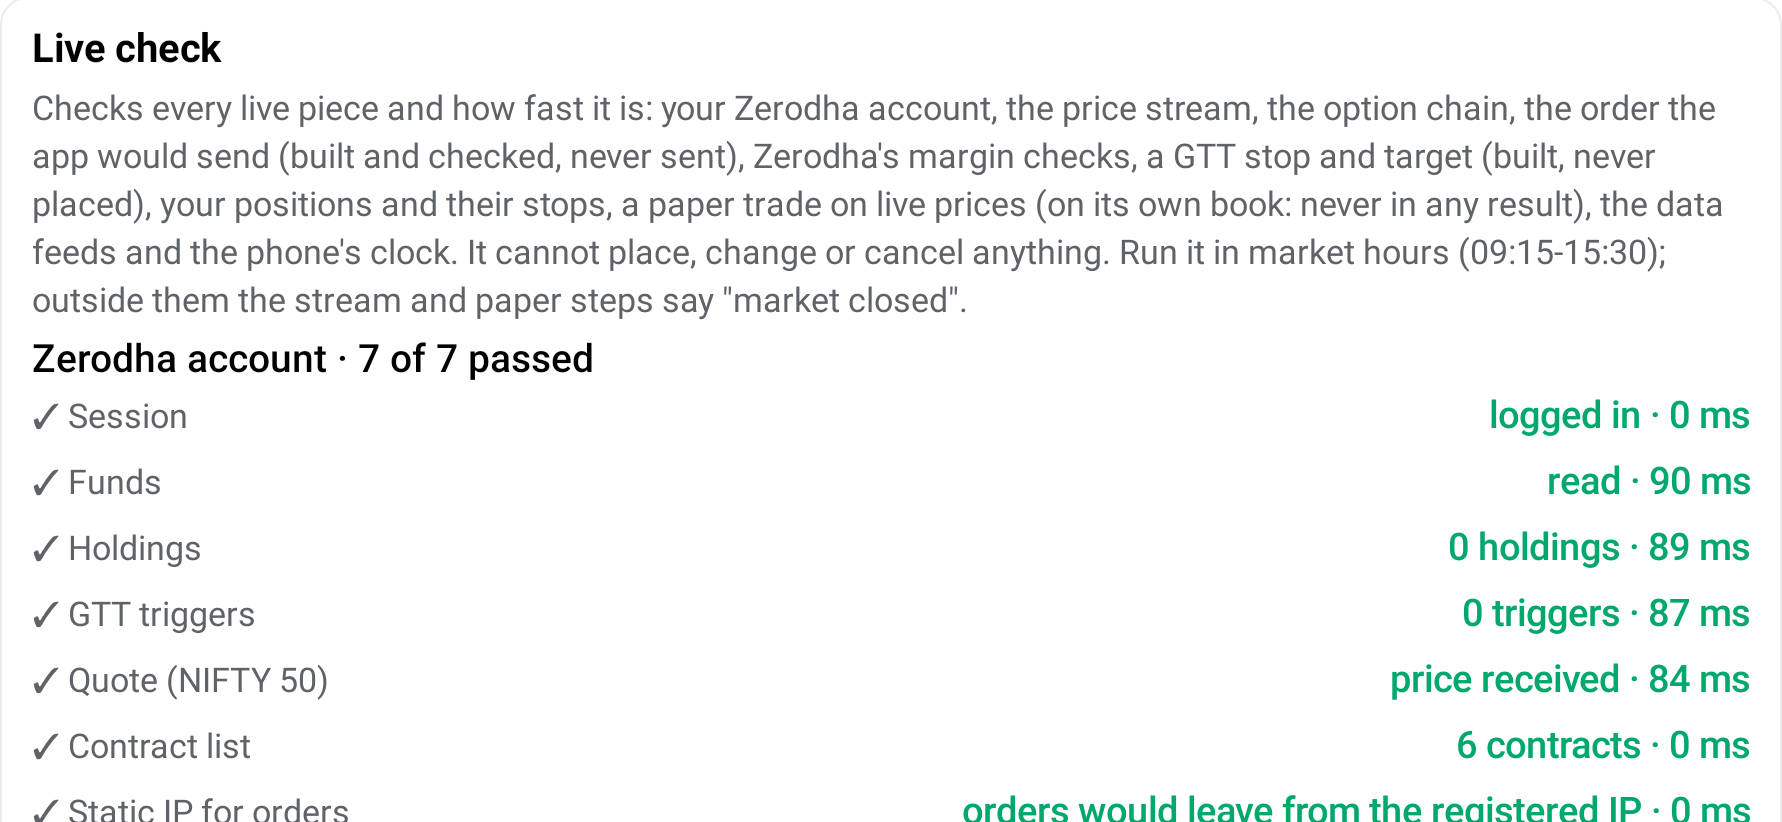 Live check
Checks every live piece and how fast it is: your Zerodha account, the price stream, the option chain, the order the
app would send (built and checked, never sent), Zerodha's margin checks, a GTT stop and target (built, never
placed), your positions and their stops, a paper trade on live prices (on its own book: never in any result), the data
feeds and the phone's clock. It cannot place, change or cancel anything. Run it in market hours (09:15-15:30);
outside them the stream and paper steps say "market closed".
Zerodha account · 7 of 7 passed
✓ Session logged in · 0 ms
✓ Funds read · 90 ms
✓ Holdings 0 holdings · 89 ms
✓ GTT triggers 0 triggers · 87 ms
✓ Quote (NIFTY 50) price received · 84 ms
✓ Contract list 6 contracts · 0 ms
✓ Static IP for orders orders would leave from the registered IP · 0 ms